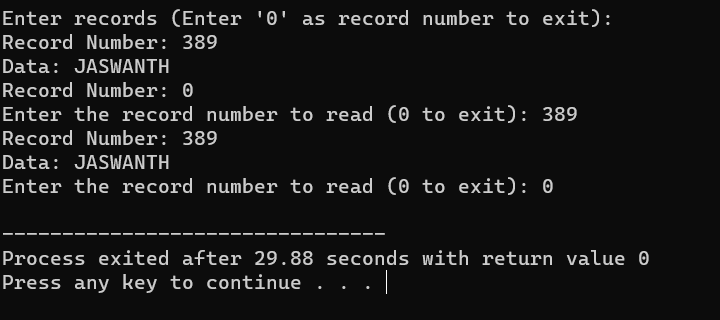 Enter records (Enter '0' as record number to exit):
Record Number: 389
Data: JASWANTH
Record Number: 0
Enter the record number to read (0 to exit): 389
Record Number: 389
Data: JASWANTH
Enter the record number to read (0 to exit): 0
--------------------------------
Process exited after 29.88 seconds with return value 0
Press any key to continue . . .